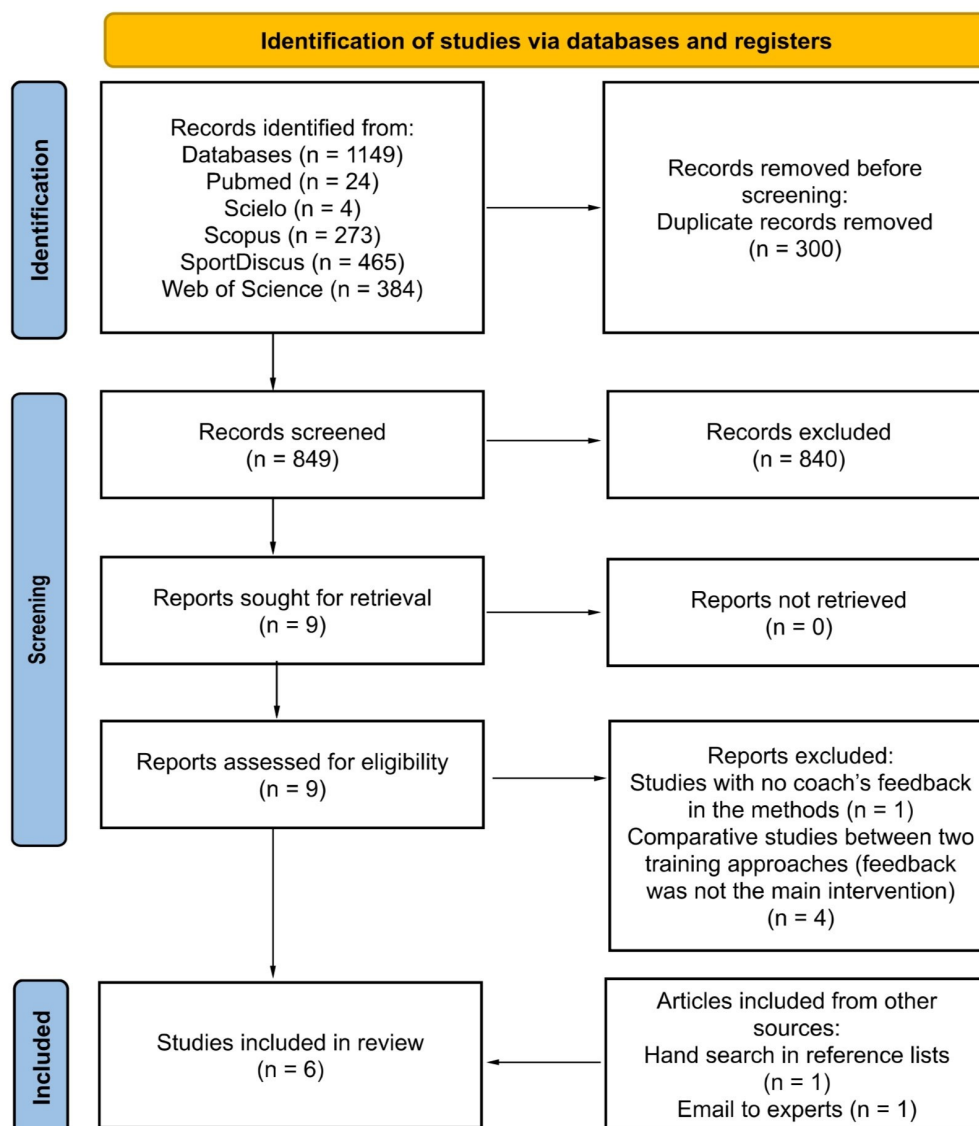 Identification of studies via databases and registers
Identification
Records identified from:
Databases (n = 1149)
Pubmed (n = 24)
Scielo (n = 4)
Scopus (n = 273)
SportDiscus (n = 465)
Web of Science (n = 384)
Records removed before
screening:
Duplicate records removed
(n = 300)
Screening
Records screened
(n = 849)
Records excluded
(n = 840)
Reports sought for retrieval
(n = 9)
Reports not retrieved
(n = 0)
Reports assessed for eligibility
(n = 9)
Reports excluded:
Studies with no coach’s feedback
in the methods (n = 1)
Comparative studies between two
training approaches (feedback
was not the main intervention)
(n = 4)
Included
Studies included in review
(n = 6)
Articles included from other
sources:
Hand search in reference lists
(n = 1)
Email to experts (n = 1)